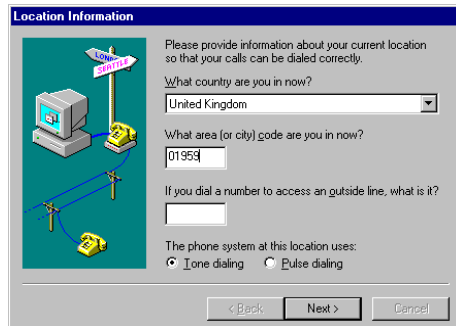 Location Information
LONDON
SEATTLE
Please provide information about your current location
so that your calls can be dialed correctly.
What country are you in now?
United Kingdom
What area (or city) code are you in now?
01959
If you dial a number to access an outside line, what is it?
The phone system at this location uses:
Tone dialing Pulse dialing
< Back Next > Cancel